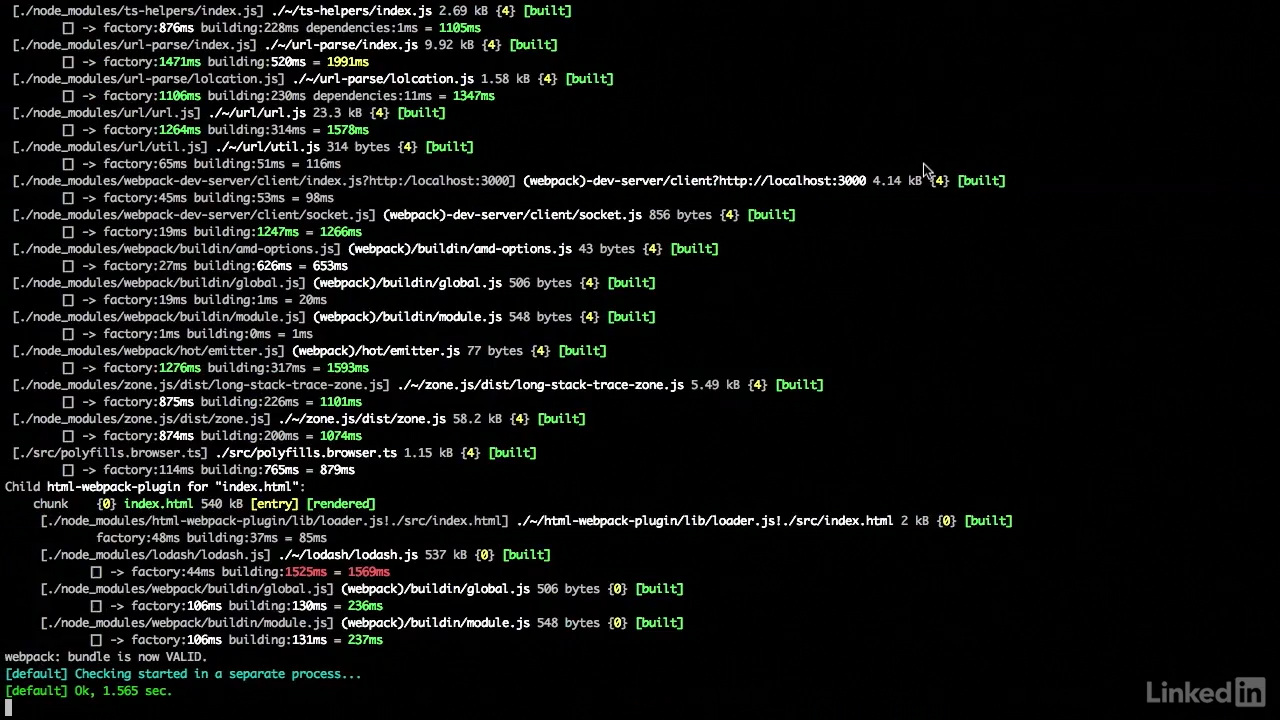 [./node_modules/ts-helpers/index.js] ./~/ts-helpers/index.js 2.69 kB {4} [built]
-> factory:876ms building:228ms dependencies:1ms = 1105ms
[./node_modules/url-parse/index.js] ./~/url-parse/index.js 9.92 kB {4} [built]
-> factory:1471ms building:520ms = 1991ms
[./node_modules/url-parse/lolcation.js] ./~/url-parse/lolcation.js 1.58 kB {4} [built]
-> factory:1106ms building:230ms dependencies:11ms = 1347ms
[./node_modules/url/url.js] ./~/url/url.js 23.3 kB {4} [built]
-> factory:1264ms building:314ms = 1578ms
[./node_modules/url/util.js] ./~/url/util.js 314 bytes {4} [built]
-> factory:65ms building:51ms = 116ms
[./node_modules/webpack-dev-server/client/index.js?http:/localhost:3000] (webpack)-dev-server/client?http://localhost:3000 4.14 kB {4} [built]
-> factory:45ms building:53ms = 98ms
[./node_modules/webpack-dev-server/client/socket.js] (webpack)-dev-server/client/socket.js 856 bytes {4} [built]
-> factory:19ms building:1247ms = 1266ms
[./node_modules/webpack/buildin/amd-options.js] (webpack)/buildin/amd-options.js 43 bytes {4} [built]
-> factory:27ms building:626ms = 653ms
[./node_modules/webpack/buildin/global.js] (webpack)/buildin/global.js 506 bytes {4} [built]
-> factory:19ms building:1ms = 20ms
[./node_modules/webpack/buildin/module.js] (webpack)/buildin/module.js 548 bytes {4} [built]
-> factory:1ms building:0ms = 1ms
[./node_modules/webpack/hot/emitter.js] (webpack)/hot/emitter.js 77 bytes {4} [built]
-> factory:1276ms building:317ms = 1593ms
[./node_modules/zone.js/dist/long-stack-trace-zone.js] ./~/zone.js/dist/long-stack-trace-zone.js 5.49 kB {4} [built]
-> factory:875ms building:226ms = 1101ms
[./node_modules/zone.js/dist/zone.js] ./~/zone.js/dist/zone.js 58.2 kB {4} [built]
-> factory:874ms building:200ms = 1074ms
[./src/polyfills.browser.ts] ./src/polyfills.browser.ts 1.15 kB {4} [built]
-> factory:114ms building:765ms = 879ms
Child html-webpack-plugin for "index.html":
chunk {0} index.html 540 kB [entry] [rendered]
[./node_modules/html-webpack-plugin/lib/loader.js!./src/index.html] ./~/html-webpack-plugin/lib/loader.js!./src/index.html 2 kB {0} [built]
factory:48ms building:37ms = 85ms
[./node_modules/lodash/lodash.js] ./~/lodash/lodash.js 537 kB {0} [built]
-> factory:44ms building:1525ms = 1569ms
[./node_modules/webpack/buildin/global.js] (webpack)/buildin/global.js 506 bytes {0} [built]
-> factory:106ms building:130ms = 236ms
[./node_modules/webpack/buildin/module.js] (webpack)/buildin/module.js 548 bytes {0} [built]
-> factory:106ms building:131ms = 237ms
webpack: bundle is now VALID.
[default] Checking started in a separate process...
[default] Ok, 1.565 sec.
Linked in